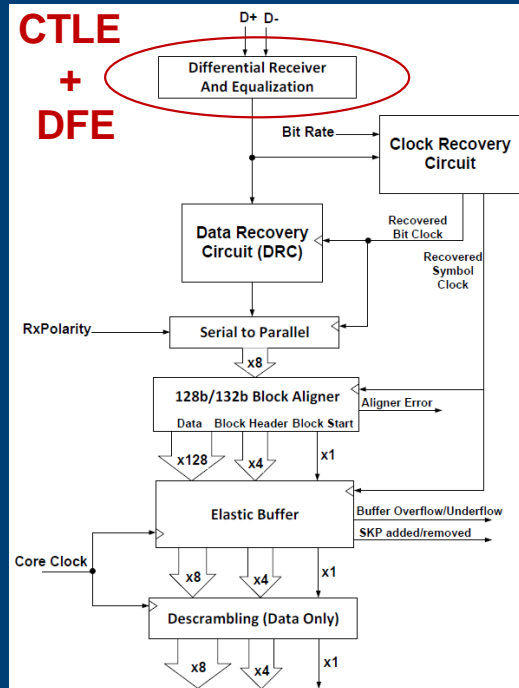 CTLE
+
DFE
D+ D-
Differential Receiver
And Equalization
Bit Rate
Clock Recovery
Circuit
Data Recovery
Circuit (DRC)
Recovered
Bit Clock
Recovered
Symbol
Clock
RxPolarity
Serial to Parallel
x8
128b/132b Block Aligner
Data Block Header Block Start
Aligner Error
x128
x4
x1
Elastic Buffer
Buffer Overflow/Underflow
SKP added/removed
Core Clock
x8
x4
x1
Descrambling (Data Only)
x8
x4
x1